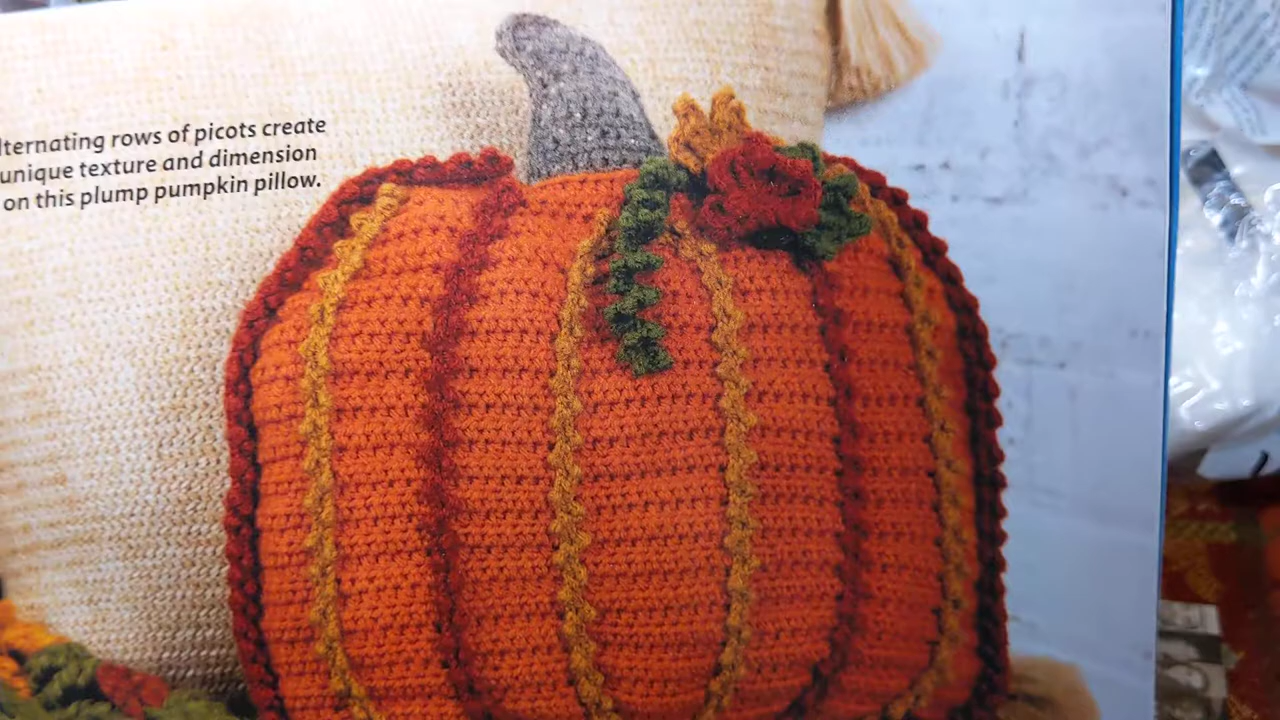 lternating rows of picots create
unique texture and dimension
on this plump pumpkin pillow.